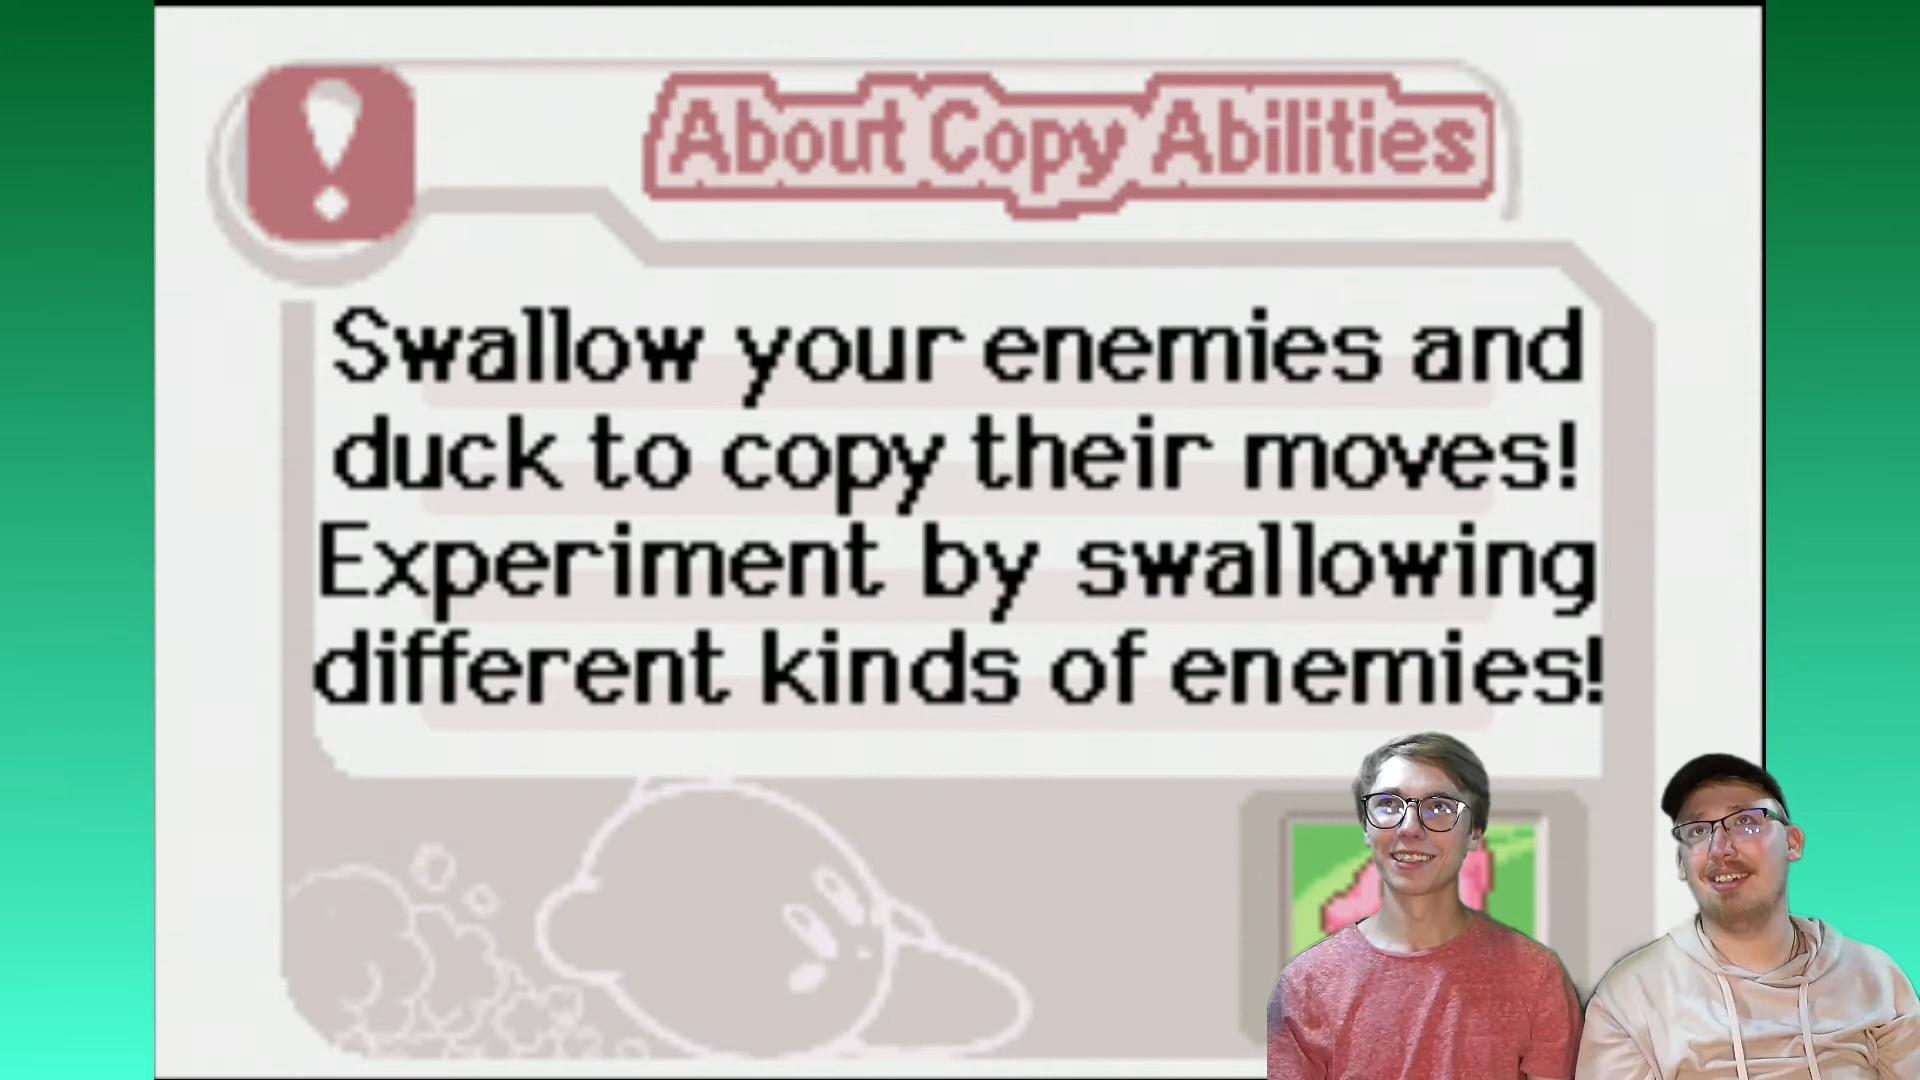 About Copy Abilities
Swallow your enemies and
duck to copy their moves!
Experiment by swallowing
different kinds of enemies!